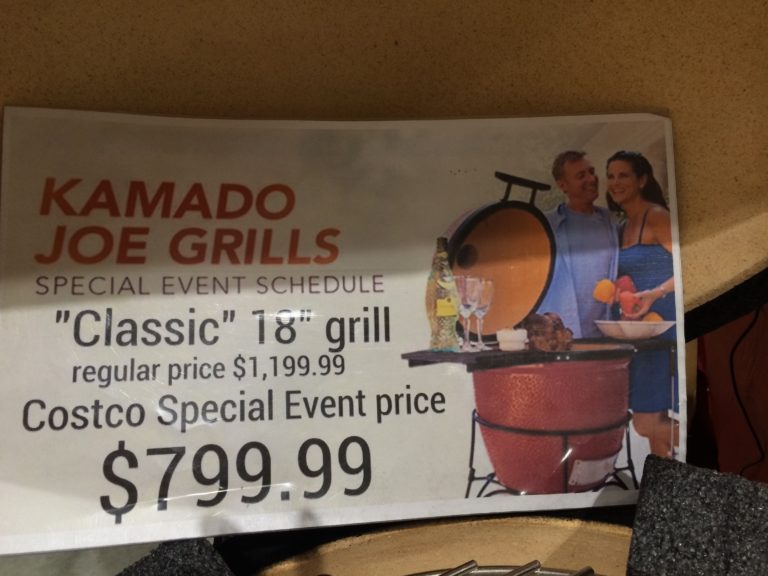 KAMADO
JOE GRILLS
SPECIAL EVENT SCHEDULE
"Classic" 18" grill
regular price $1,199.99
Costco Special Event price
$799.99